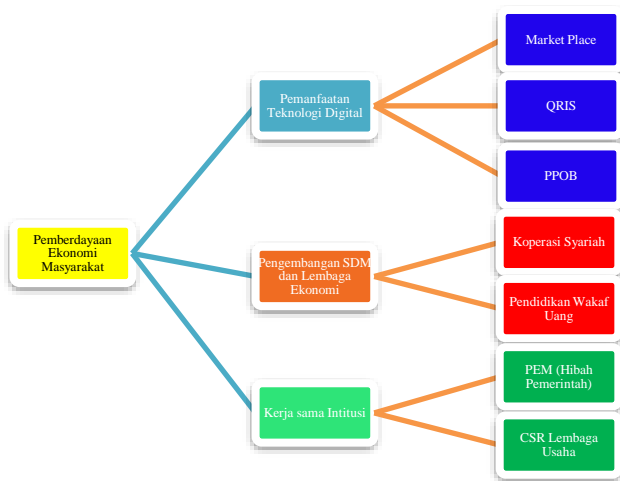 Market Place
Pemanfaatan
Teknologi Digital
QRIS
PPOB
Pemberdayaan
Ekonomi
Masyarakat
Pengembangan SDM
dan Lembaga
Ekonomi
Koperasi Syariah
Pendidikan Wakaf
Uang
Kerja sama Intitusi
PEM (Hibah
Pemerintah)
CSR Lembaga
Usaha